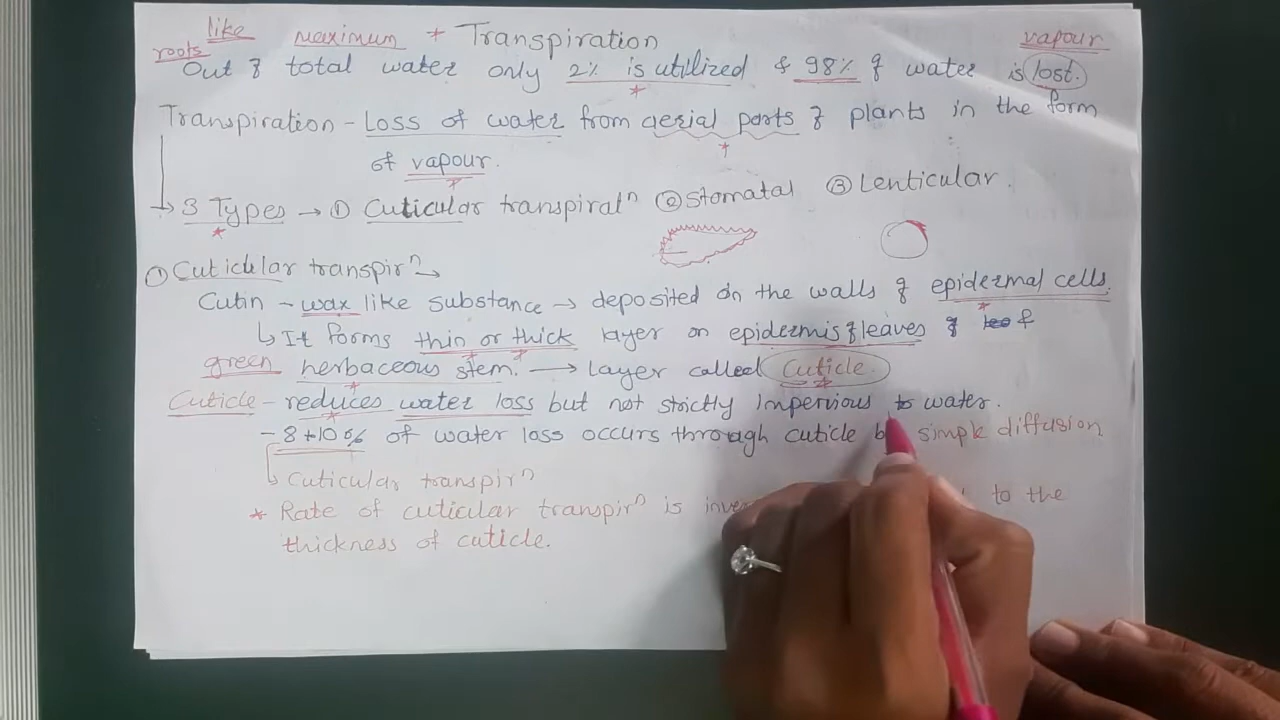 like maximum * Transpiration vapour
roots
Out of total water only 2% is utilized & 98% of water is lost.
Transpiration - Loss of water from aerial parts of plants in the form
of vapour.
→ 3 Types → ① Cuticular transpiratⁿ ② Stomatal ③ Lenticular.
① Cuticular transpirⁿ →
Cutin - wax like substance → deposited on the walls of epidermal cells.
↳ It forms thin or thick layer on epidermis of leaves of
green herbaceous stem. → layer called Cuticle.
Cuticle - reduces water loss but not strictly impervious to water.
- 8 to 10% of water loss occurs through cuticle simple diffusion
↳ Cuticular transpirⁿ
* Rate of cuticular transpirⁿ is to the
thickness of cuticle.